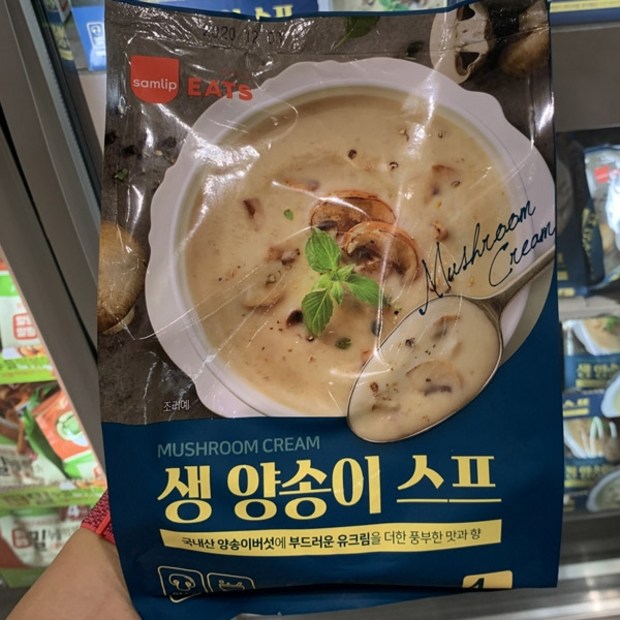 2020.12.07
samlip
EATS
Mushroom
Cream
조리예
MUSHROOM CREAM
생 양송이 스프
국내산 양송이버섯에 부드러운 유크림을 더한 풍부한 맛과 향